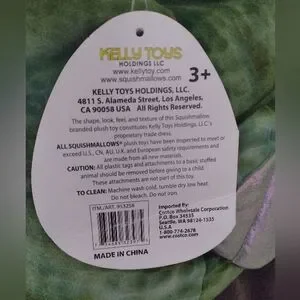 KELLY TOYS
HOLDINGS LLC
www.kellytoy.com
www.squishmallows.com
3+
KELLY TOYS HOLDINGS, LLC.
4811 S. Alameda Street, Los Angeles,
CA 90058 USA All Rights Reserved.
The shape, look, feel, and texture of this Squishmallow
branded plush toy constitutes Kelly Toys Holdings, LLC.'s
proprietary trade dress.
ALL SQUISHMALLOWS® plush toys have been inspected to meet or
exceed U.S., CN, AU, U.K. and European safety requirements and
are made from all new materials.
CAUTION: All plastic tags and attachments to a basic stuffed
animal should be removed before giving to a child.
These attachments are not part of this toy.
TO CLEAN: Machine wash cold, tumble dry low heat.
Do not bleach. Do not iron.
ITM./ART.
Imported by:
Costco Wholesale Corporation
P.O. Box 34535
Seattle, WA 98124-1535
U.S.A.
1-800-774-2678
www.costco.com
MADE IN CHINA